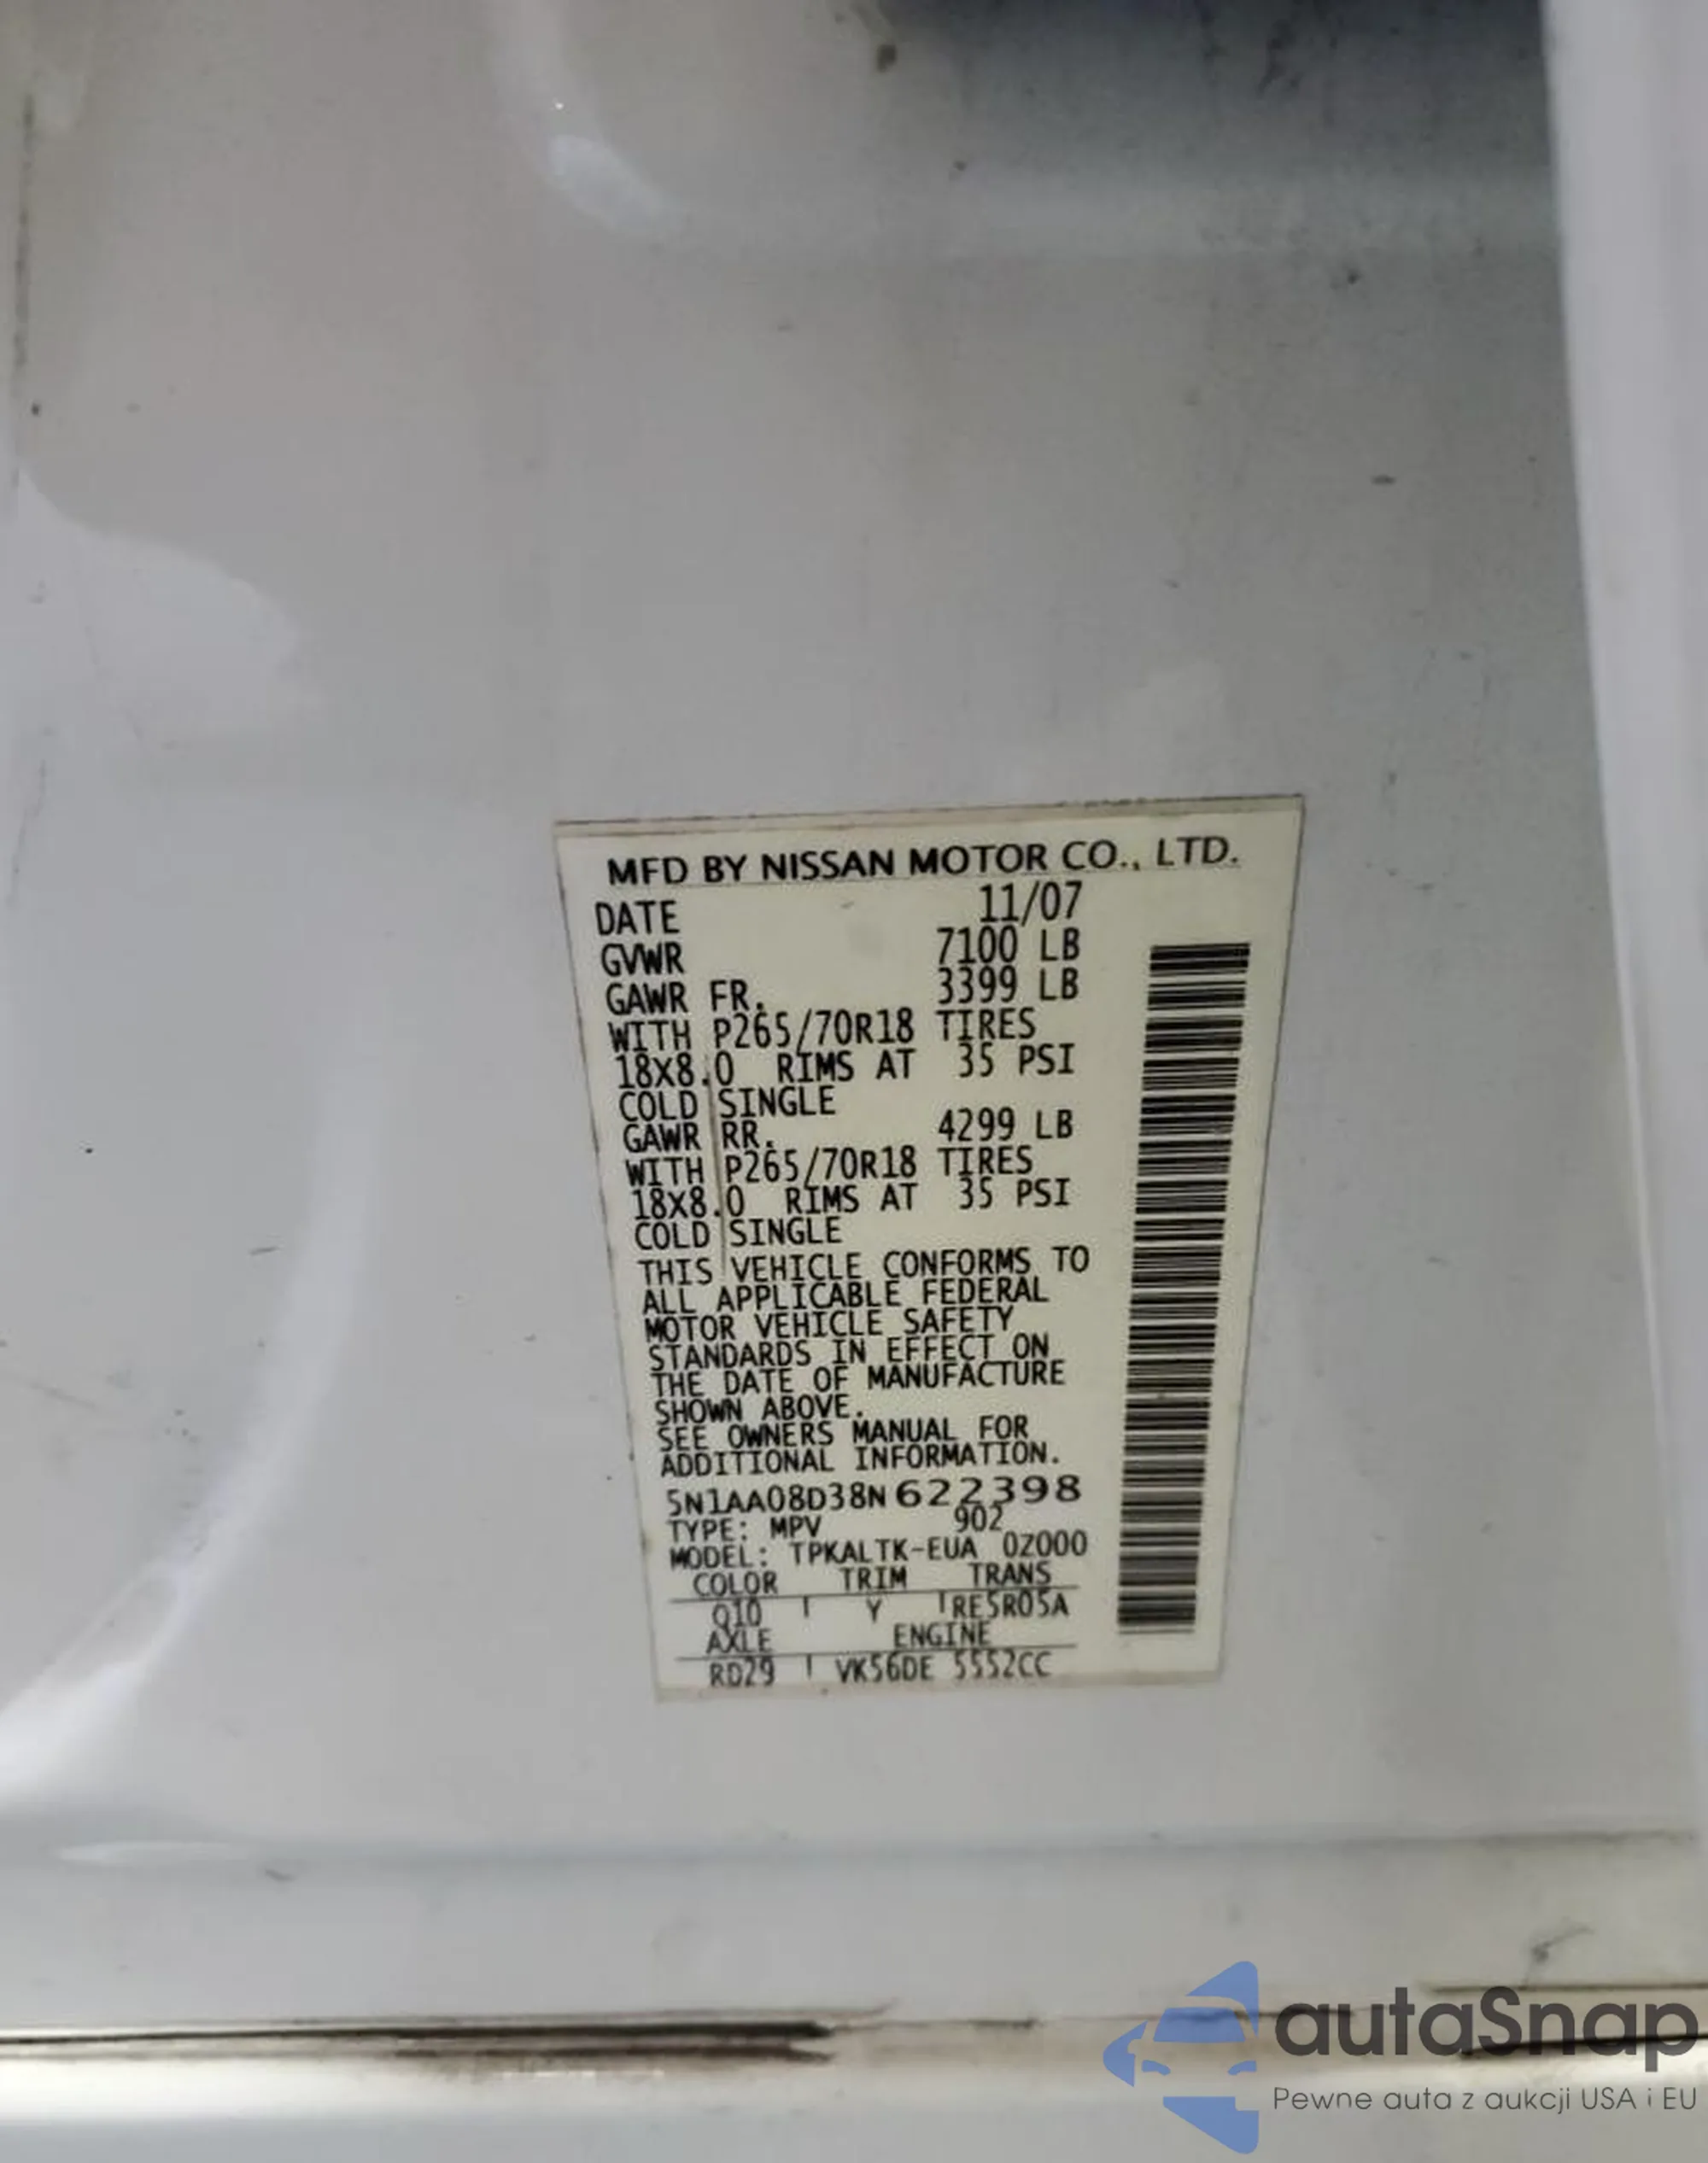 MFD BY NISSAN MOTOR CO., LTD.
DATE 11/07
GVWR 7100 LB
GAWR FR. 3399 LB
WITH P265/70R18 TIRES
18X8.0 RIMS AT 35 PSI
COLD SINGLE
GAWR RR. 4299 LB
WITH P265/70R18 TIRES
18X8.0 RIMS AT 35 PSI
COLD SINGLE
THIS VEHICLE CONFORMS TO
ALL APPLICABLE FEDERAL
MOTOR VEHICLE SAFETY
STANDARDS IN EFFECT ON
THE DATE OF MANUFACTURE
SHOWN ABOVE.
SEE OWNERS MANUAL FOR
ADDITIONAL INFORMATION.
5N1AA08D38N622398
TYPE: MPV 902
MODEL: TPKALTK-EUA 0Z000
COLOR TRIM TRANS
Q10 Y RE5R05A
AXLE ENGINE
RD29 VK56DE 5552CC
autaSnap
Pewne auta z aukcji USA i EU